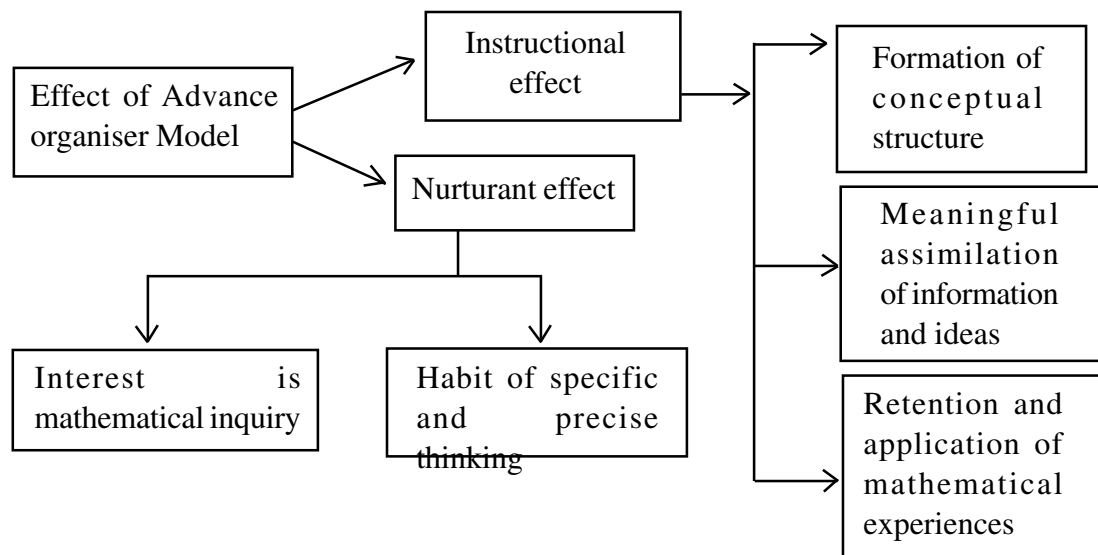 Effect of Advance
organiser Model
Instructional
effect
Nurturant effect
Interest is
mathematical inquiry
Habit of specific
and precise
thinking
Formation of
conceptual
structure
Meaningful
assimilation
of information
and ideas
Retention and
application of
mathematical
experiences